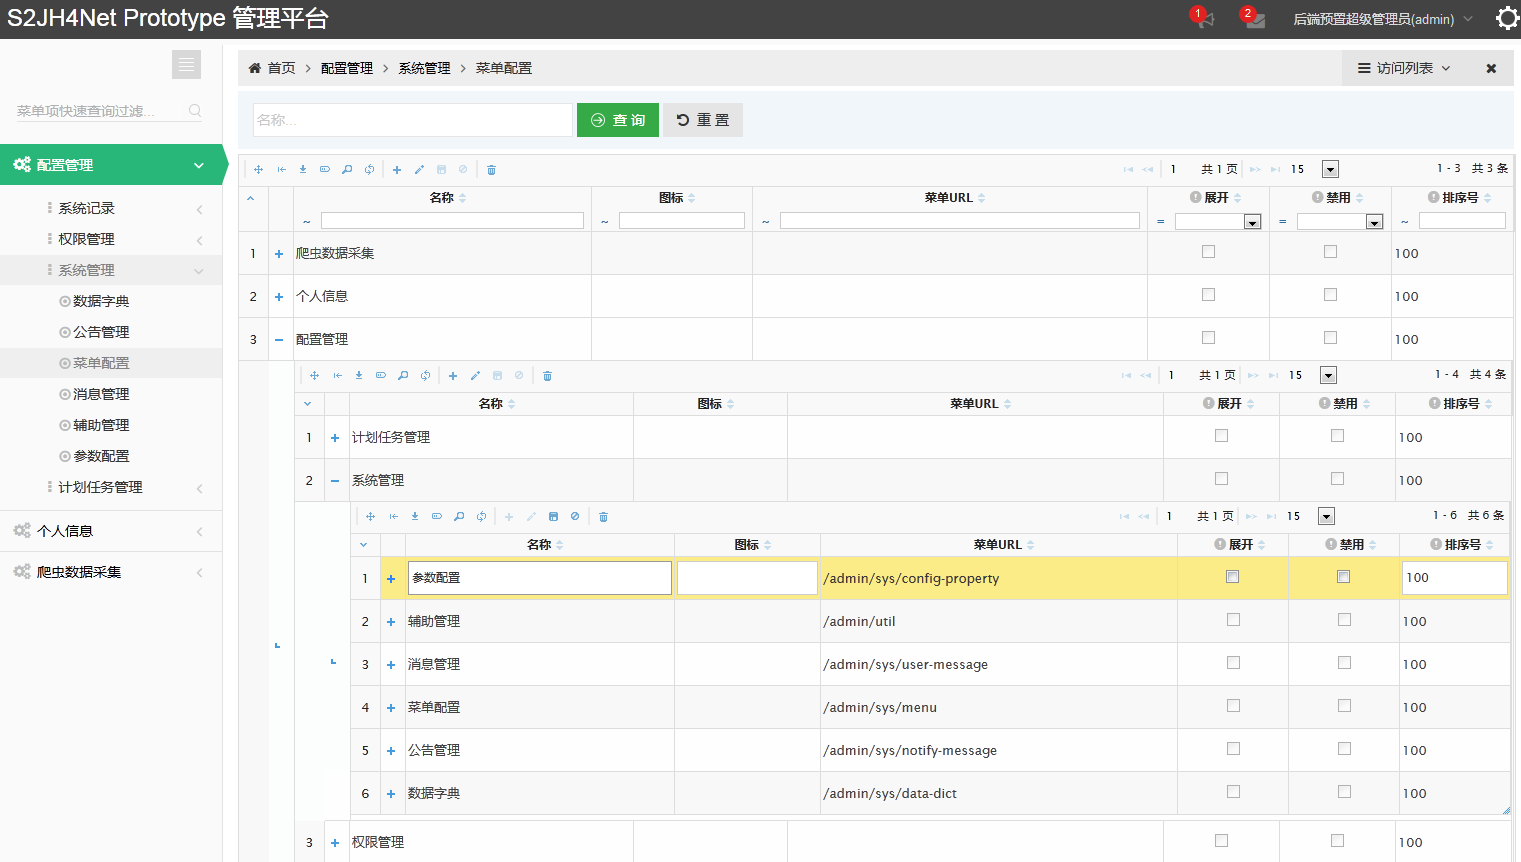 S2JH4Net Prototype 管理平台
1
2
后端预置超级管理员(admin)
菜单项快速查询过滤...
配置管理
系统记录
权限管理
系统管理
数据字典
公告管理
菜单配置
消息管理
辅助管理
参数配置
计划任务管理
个人信息
爬虫数据采集
首页 > 配置管理 > 系统管理 > 菜单配置
访问列表
名称...
查 询
重 置
1 共 1 页 15
1 - 3 共 3 条
名称 图标 菜单URL 展开 禁用 排序号
~ ~ ~ = = ~
1 爬虫数据采集 100
2 个人信息 100
3 配置管理 100
1 共 1 页 15
1 - 4 共 4 条
名称 图标 菜单URL 展开 禁用 排序号
1 计划任务管理 100
2 系统管理 100
1 共 1 页 15
1 - 6 共 6 条
名称 图标 菜单URL 展开 禁用 排序号
1 参数配置 /admin/sys/config-property 100
2 辅助管理 /admin/util 100
3 消息管理 /admin/sys/user-message 100
4 菜单配置 /admin/sys/menu 100
5 公告管理 /admin/sys/notify-message 100
6 数据字典 /admin/sys/data-dict 100
3 权限管理 100